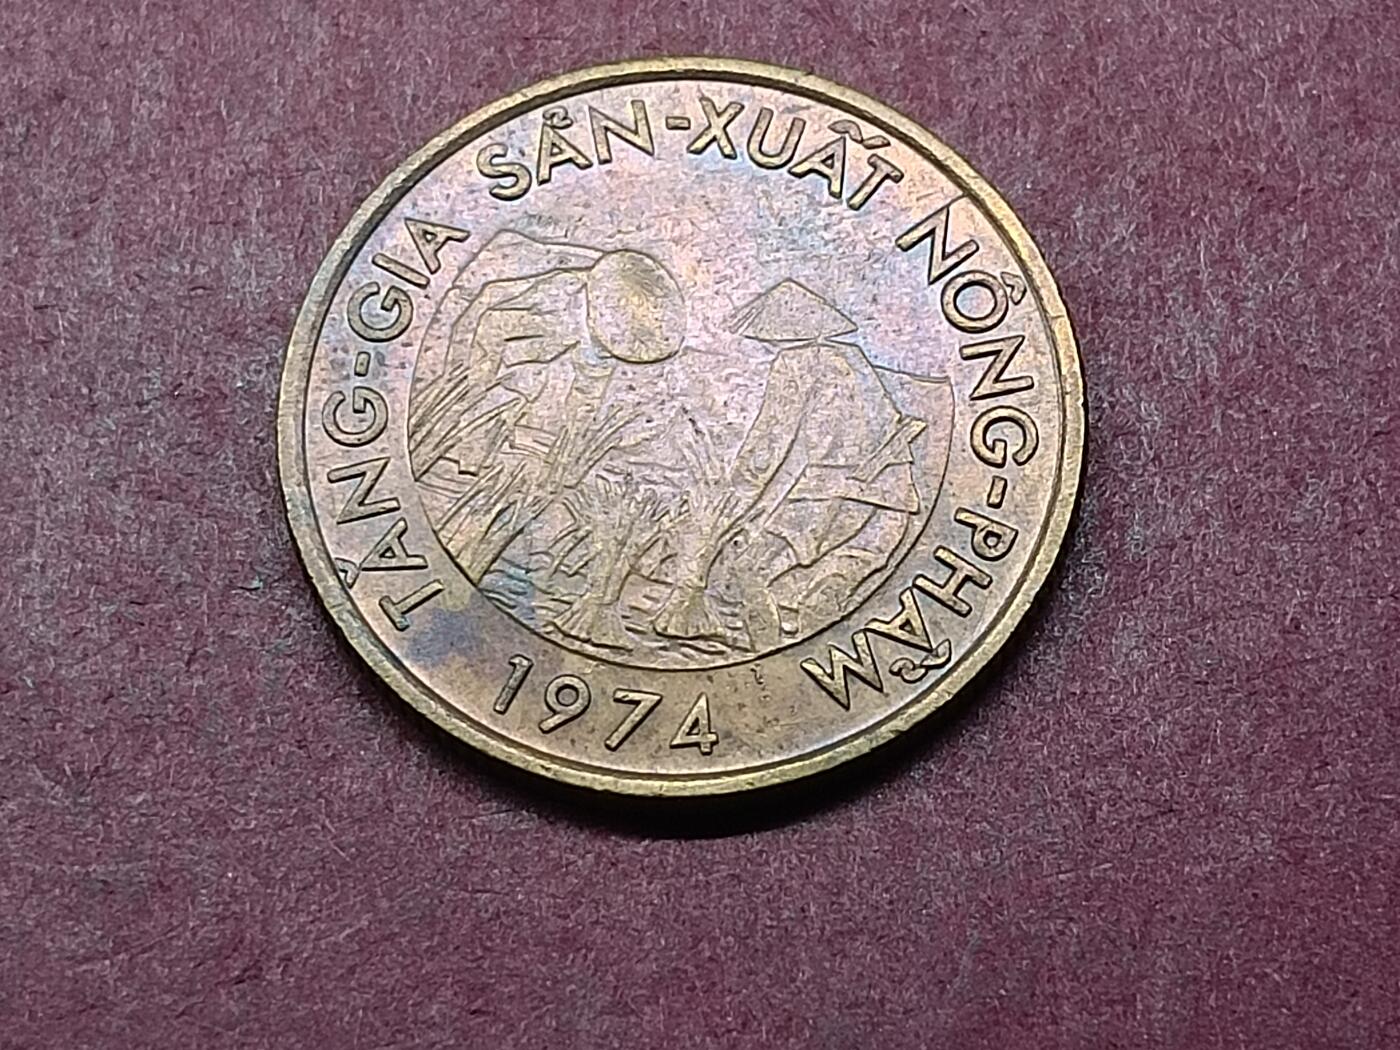 TĂNG-GIA SẢN-XUẤT NÔNG-PHẨM
1974